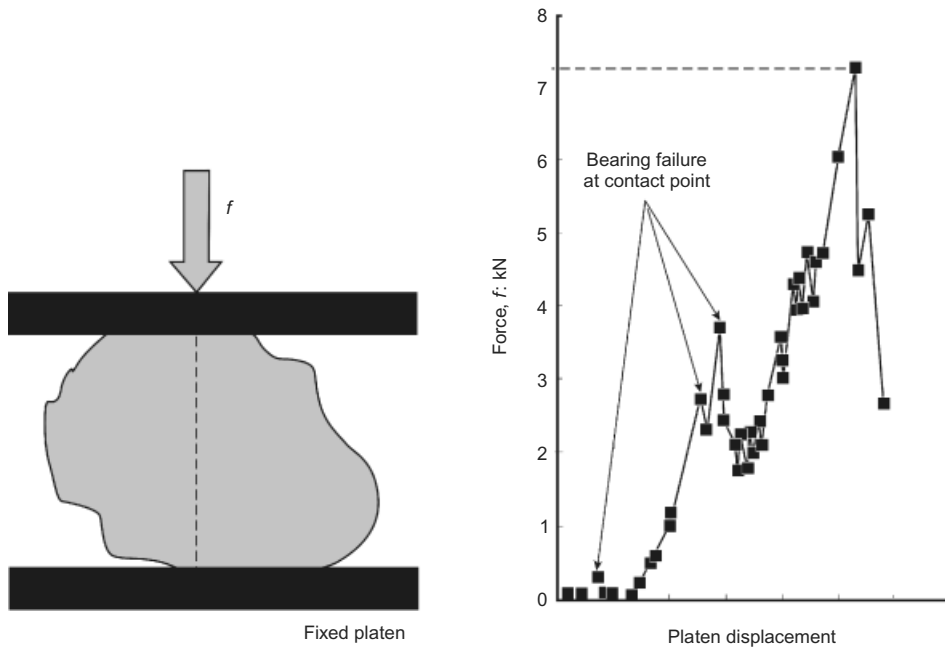 f
Fixed platen
8
7
6
5
4
3
2
1
0
Force, f: kN
Bearing failure
at contact point
Platen displacement